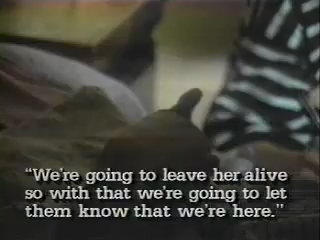 “We're going to leave her alive
so with that we're going to let
them know that we're here.”